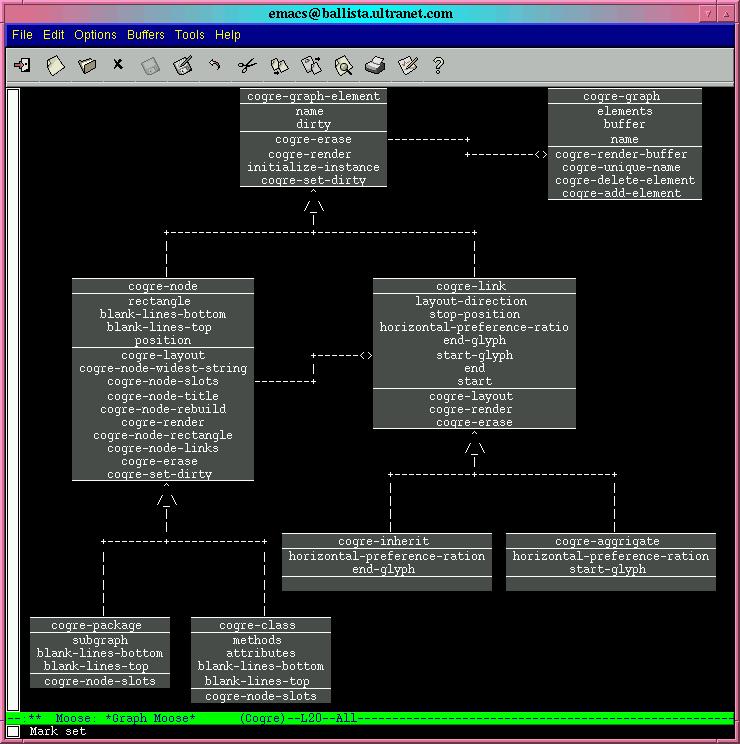 emacs@ballista.ultranet.com
File Edit Options Buffers Tools Help
cogre-graph-element
name
dirty
cogre-erase
cogre-render
initialize-instance
cogre-set-dirty
cogre-graph
elements
buffer
name
cogre-render-buffer
cogre-unique-name
cogre-delete-element
cogre-add-element
cogre-node
rectangle
blank-lines-bottom
blank-lines-top
position
cogre-layout
cogre-node-widest-string
cogre-node-slots
cogre-node-title
cogre-node-rebuild
cogre-render
cogre-node-rectangle
cogre-node-links
cogre-erase
cogre-set-dirty
cogre-link
layout-direction
stop-position
horizontal-preference-ratio
end-glyph
start-glyph
end
start
cogre-layout
cogre-render
cogre-erase
cogre-inherit
horizontal-preference-ration
end-glyph
cogre-aggrigate
horizontal-preference-ration
start-glyph
cogre-package
subgraph
blank-lines-bottom
blank-lines-top
cogre-node-slots
cogre-class
methods
attributes
blank-lines-bottom
blank-lines-top
cogre-node-slots
-- ** Moose: *Graph Moose* (Cogre)--L20--All
Mark set